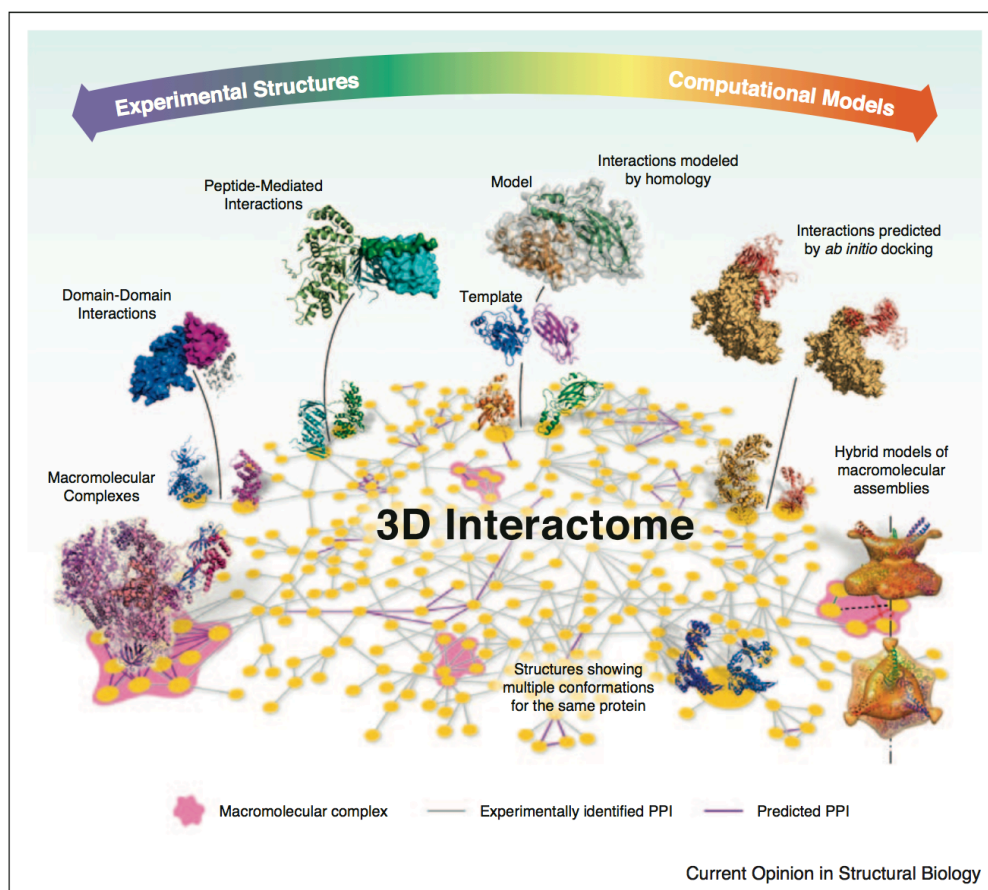 Experimental Structures
Computational Models
Peptide-Mediated
Interactions
Model
Interactions modeled
by homology
Interactions predicted
by ab initio docking
Domain-Domain
Interactions
Template
Macromolecular
Complexes
Hybrid models of
macromolecular
assemblies
3D Interactome
Structures showing
multiple conformations
for the same protein
Macromolecular complex
Experimentally identified PPI
Predicted PPI
Current Opinion in Structural Biology